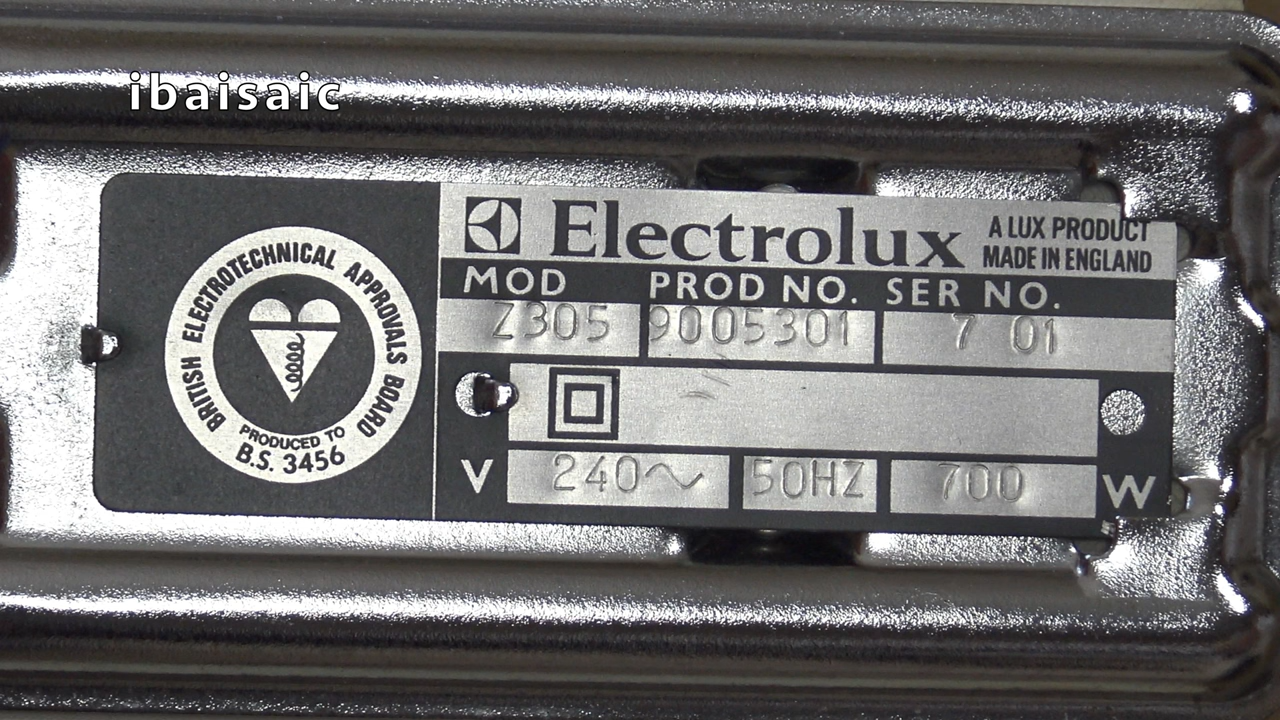 ibaisaic
BRITISH ELECTROTECHNICAL APPROVALS BOARD
PRODUCED TO
B.S. 3456
Electrolux
A LUX PRODUCT
MADE IN ENGLAND
MOD PROD NO. SER NO.
Z305 9005301 7 01
V 240~ 50HZ 700 W